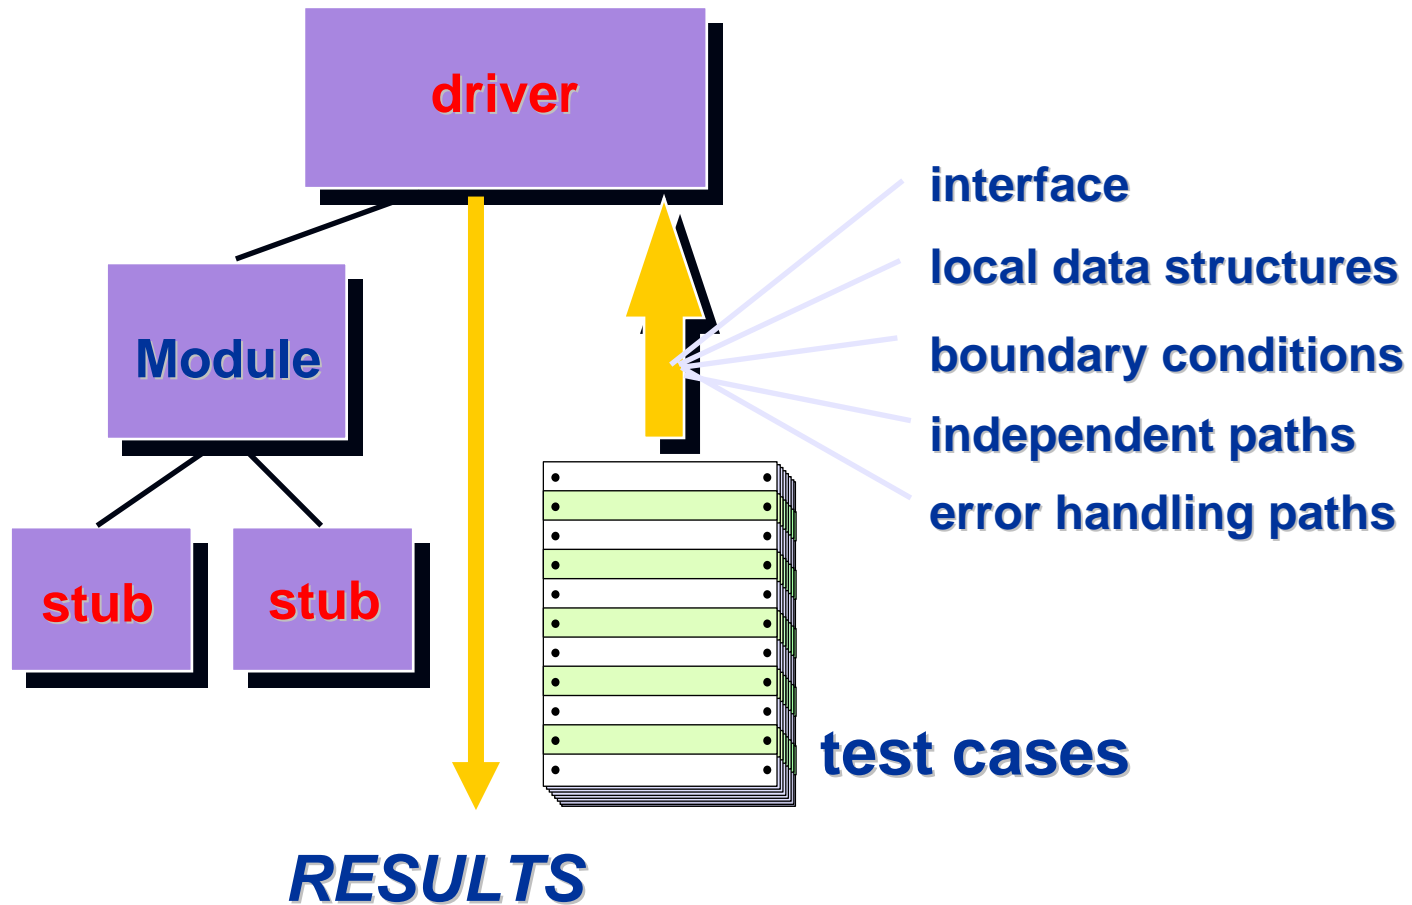 driver
interface
local data structures
Module
boundary conditions
independent paths
error handling paths
stub
stub
test cases
RESULTS